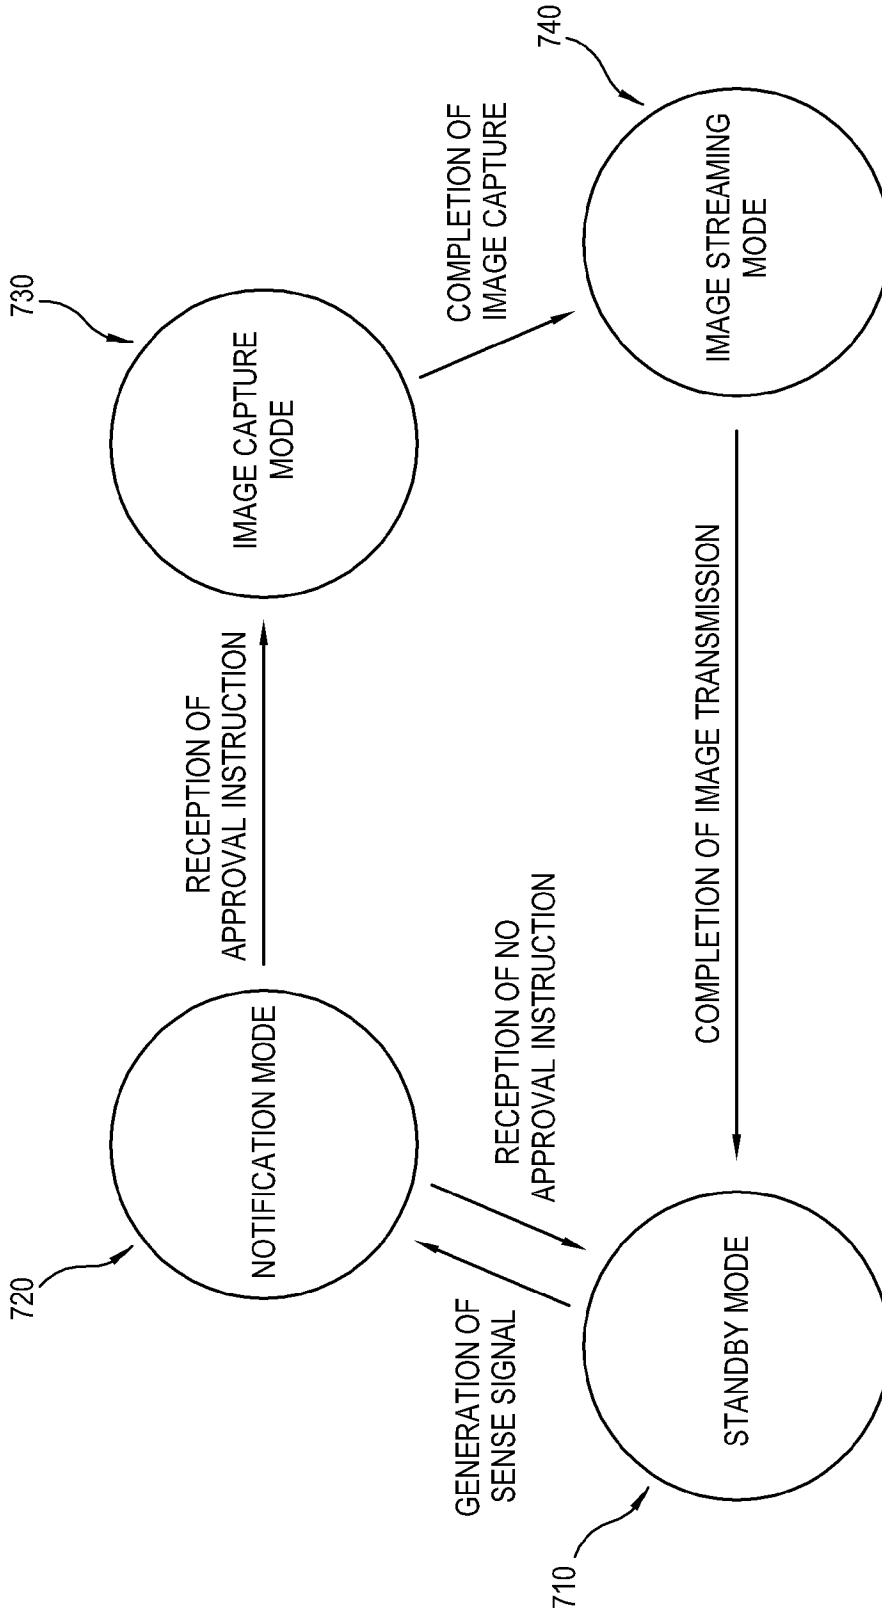 720
NOTIFICATION MODE
RECEPTION OF
APPROVAL INSTRUCTION
730
IMAGE CAPTURE
MODE
GENERATION OF
SENSE SIGNAL
RECEPTION OF NO
APPROVAL INSTRUCTION
COMPLETION OF
IMAGE CAPTURE
710
STANDBY MODE
COMPLETION OF IMAGE TRANSMISSION
740
IMAGE STREAMING
MODE